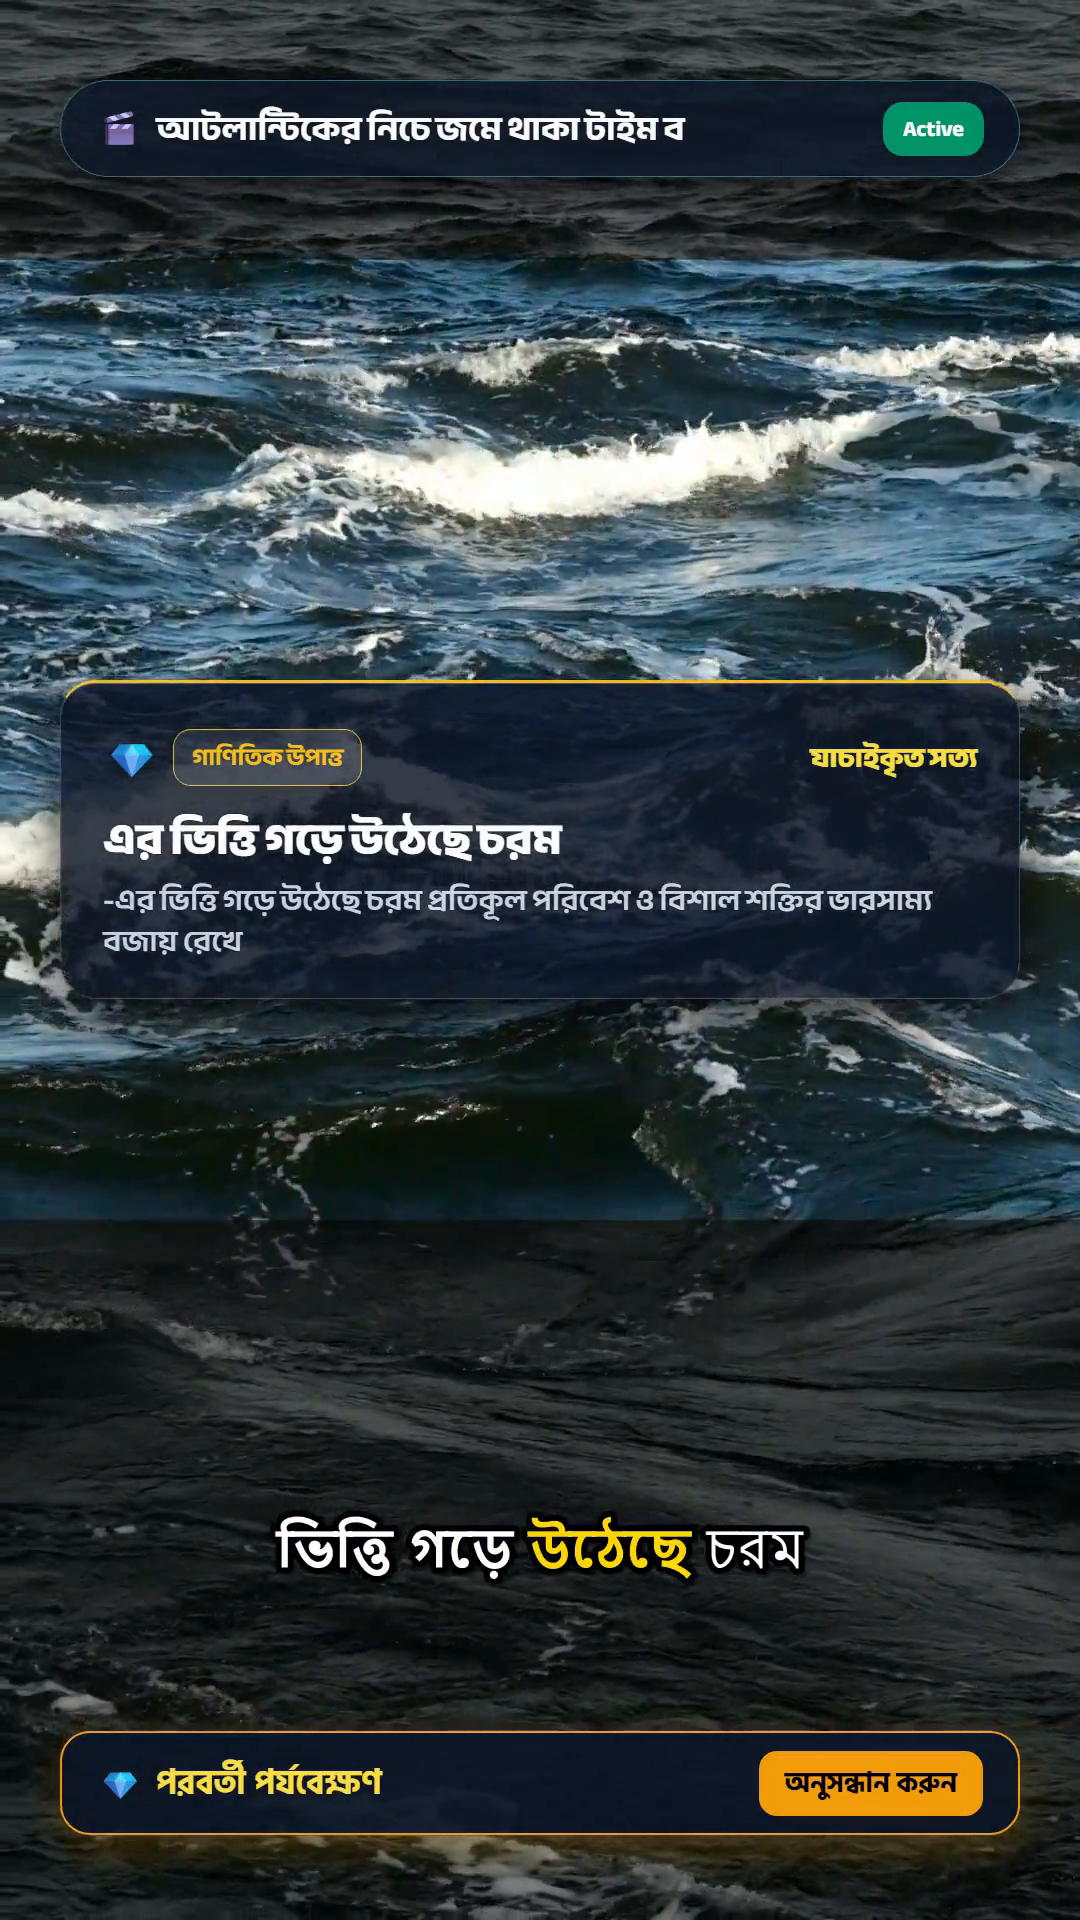 আটলান্টিকের নিচে জমে থাকা টাইম ব
Active
গাণিতিক উপাত্ত
যাচাইকৃত সত্য
এর ভিত্তি গড়ে উঠেছে চরম
-এর ভিত্তি গড়ে উঠেছে চরম প্রতিকূল পরিবেশ ও বিশাল শক্তির ভারসাম্য
বজায় রেখে
ভিত্তি গড়ে উঠেছে চরম
পরবর্তী পর্যবেক্ষণ
অনুসন্ধান করুন